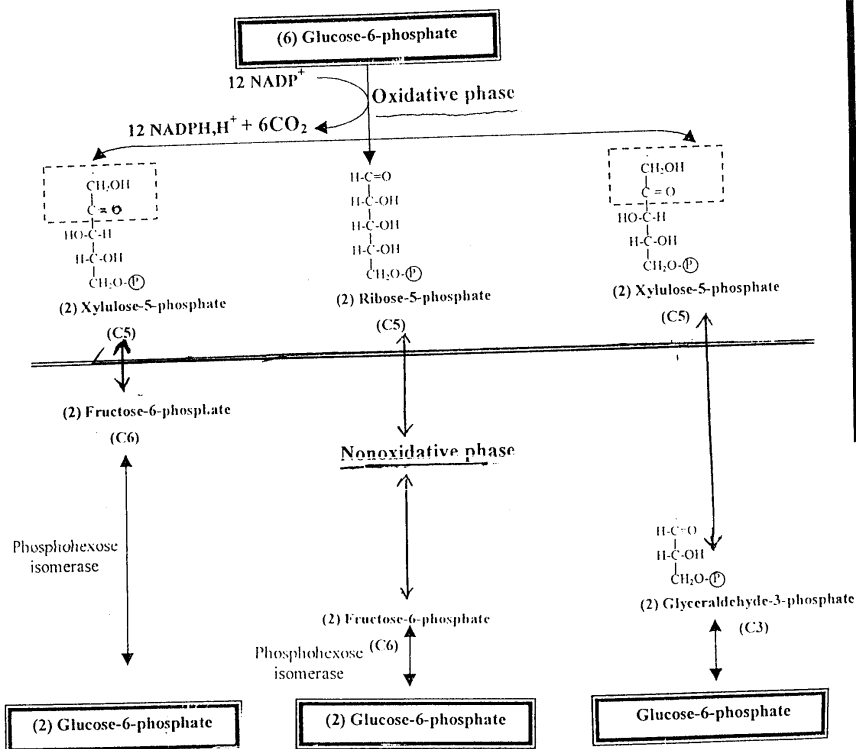 (6) Glucose-6-phosphate
12 NADP+
Oxidative phase
12 NADPH,H+ + 6CO2
CH2OH
C=O
HO-C-H
H-C-OH
CH2O-P
(2) Xylulose-5-phosphate
(C5)
H-C=O
H-C-OH
H-C-OH
H-C-OH
CH2O-P
(2) Ribose-5-phosphate
(C5)
CH2OH
C = O
HO-C-H
H-C-OH
CH2O-P
(2) Xylulose-5-phosphate
(C5)
(2) Fructose-6-phosphate
(C6)
Nonoxidative phase
Phosphohexose
isomerase
H-C=O
H-C-OH
CH2O-P
(2) Glyceraldehyde-3-phosphate
(C3)
(2) Fructose-6-phosphate
(C6)
Phosphohexose
isomerase
(2) Glucose-6-phosphate
(2) Glucose-6-phosphate
Glucose-6-phosphate